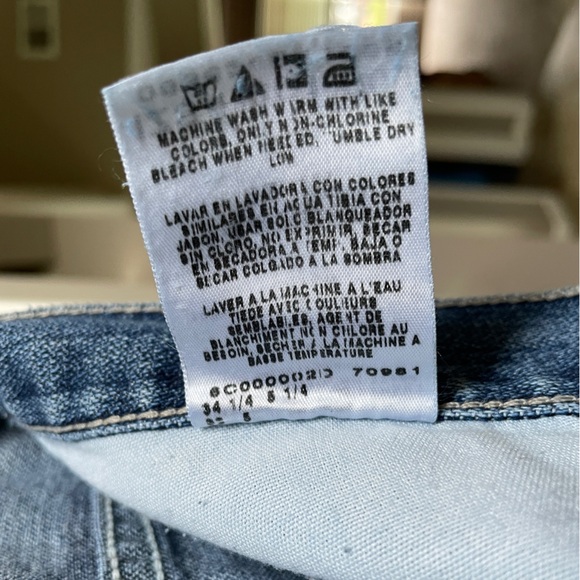 MACHINE WASH WARM WITH LIKE
COLORS, ONLY NON-CHLORINE
BLEACH WHEN NEEDED. TUMBLE DRY
LOW
LAVAR EN LAVADORA CON COLORES
SIMILARES EN AGUA TIBIA CON
JABON, USAR SOLO BLANQUEADOR
SIN CLORO, NO EXPRIMIR, SECAR
EN SECADORA A TEMP. BAJA O
SECAR COLGADO A LA SOMBRA
LAVER A LA MACHINE A L'EAU
TIEDE AVEC COULEURS
SEMBLABLES, AGENT DE
BLANCHIMENT NON CHLORE AU
BESOIN, SECHER A LA MACHINE A
BASSE TEMPERATURE
70981
34 1/4 5 1/4